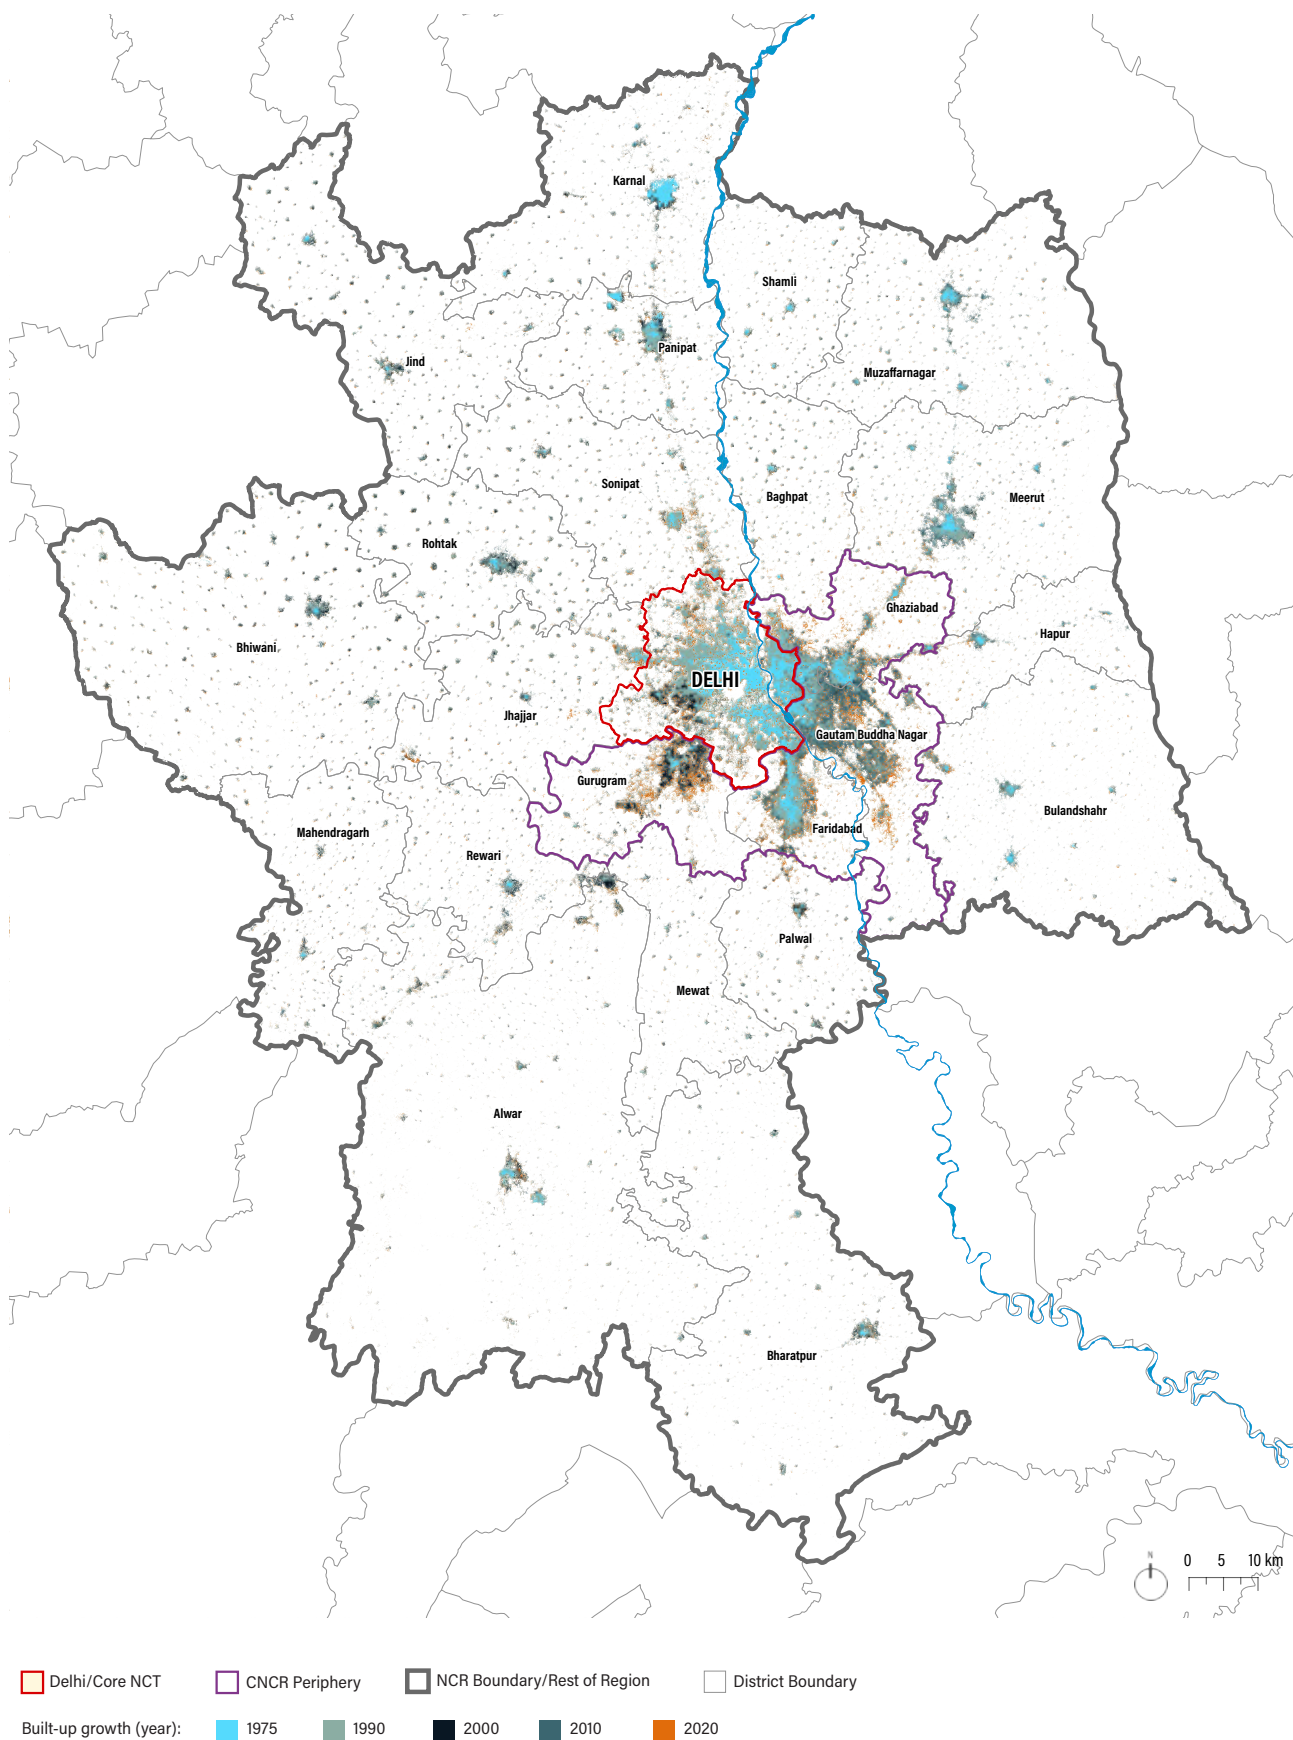 Karnal
Shamli
Panipat
Jind
Muzaffarnagar
Sonipat
Baghpat
Meerut
Rohtak
Ghaziabad
Hapur
Bhiwani
DELHI
Jhajjar
Gautam Buddha Nagar
Gurugram
Bulandshahr
Faridabad
Mahendragarh
Rewari
Palwal
Mewat
Alwar
Bharatpur
N
0 5 10 km
Delhi/Core NCT CNCR Periphery NCR Boundary/Rest of Region District Boundary
Built-up growth (year): 1975 1990 2000 2010 2020